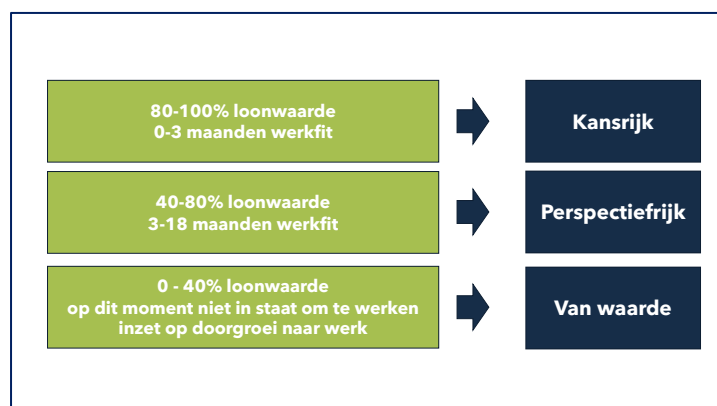 80-100% loonwaarde
0-3 maanden werkfit
Kansrijk
40-80% loonwaarde
3-18 maanden werkfit
Perspectiefrijk
0 - 40% loonwaarde
op dit moment niet in staat om te werken
inzet op doorgroei naar werk
Van waarde